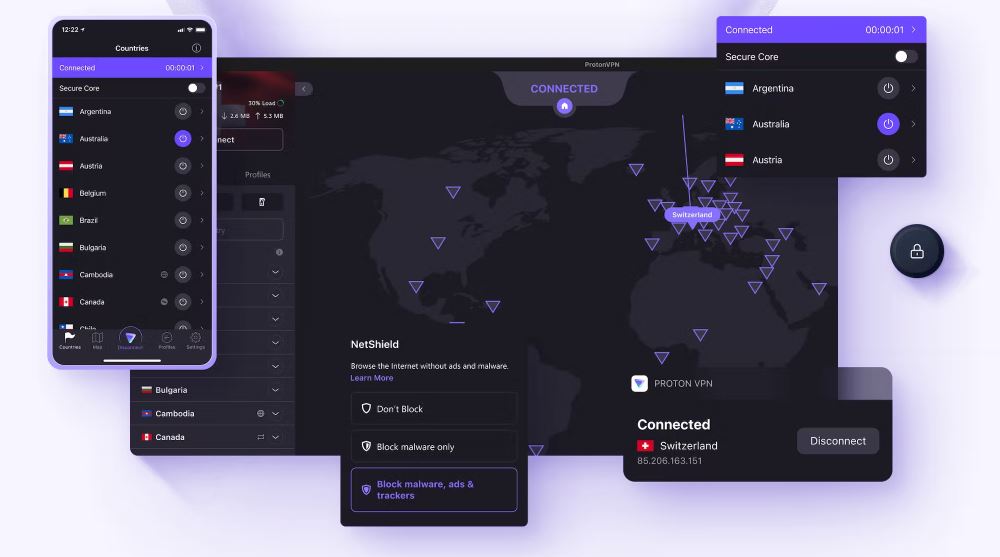 12:22
Countries
Connected 00:00:01
Secure Core
Argentina
Australia
Austria
Belgium
Brazil
Bulgaria
Cambodia
Canada
Chile
Countries Map Disconnect Profiles Settings
ProtonVPN
30% Load
2.6 MB 5.3 MB
nect
Profiles
Bulgaria
Cambodia
Canada
CONNECTED
Switzerland
Connected 00:00:01
Secure Core
Argentina
Australia
Austria
NetShield
Browse the Internet without ads and malware.
Learn More
Don't Block
Block malware only
Block malware, ads &
trackers
PROTON VPN
Connected
Switzerland
85.206.163.151
Disconnect